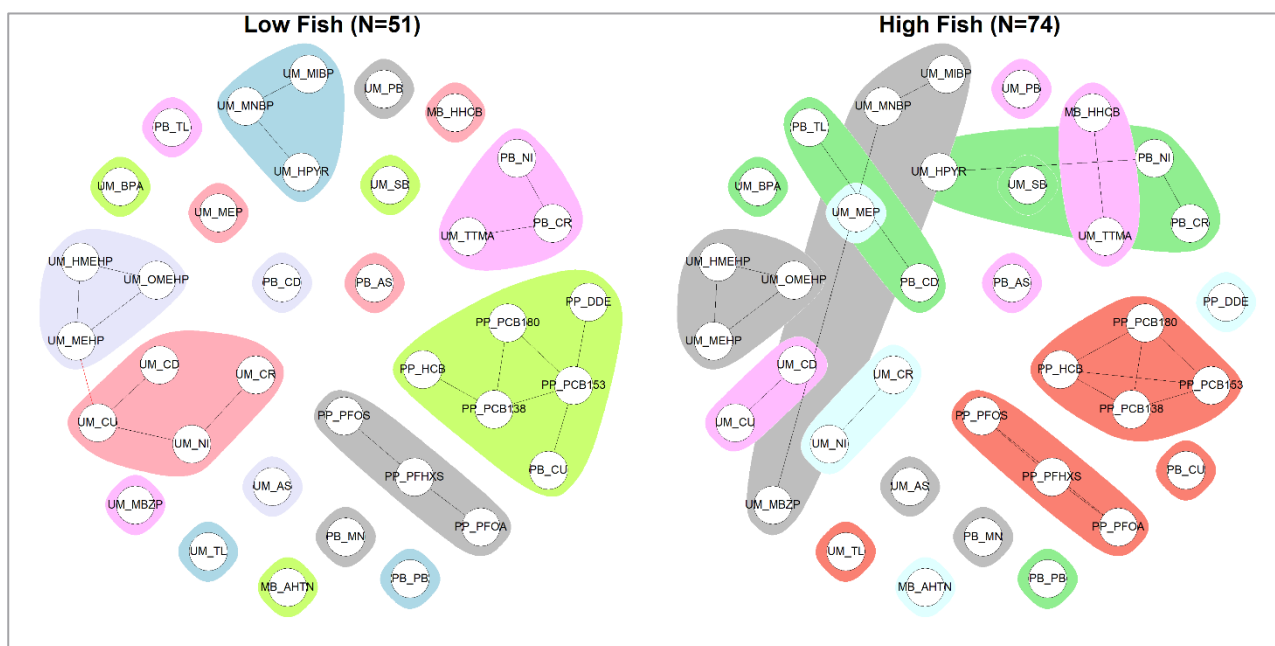 Low Fish (N=51)
UM_MIBP
UM_PB
UM_MNBP
MB_HHCB
PB_TL
PB_NI
UM_HPYR
UM_BPA
UM_SB
UM_MEP
PB_CR
UM_TTMA
UM_HMEHP
UM_OMEHP
PB_CD
PB_AS
PP_DDE
PP_PCB180
UM_MEHP
UM_CD
UM_CR
PP_HCB
PP_PCB153
PP_PCB138
UM_CU
PP_PFOS
UM_NI
PB_CU
PP_PFHXS
UM_AS
UM_MBZP
PP_PFOA
PB_MN
UM_TL
MB_AHTN
PB_PB
High Fish (N=74)
UM_MIBP
UM_PB
UM_MNBP
MB_HHCB
PB_TL
PB_NI
UM_HPYR
UM_BPA
UM_SB
UM_MEP
PB_CR
UM_TTMA
UM_HMEHP
UM_OMEHP
PB_CD
PB_AS
PP_DDE
PP_PCB180
UM_MEHP
UM_CD
UM_CR
PP_HCB
PP_PCB153
PP_PCB138
UM_CU
PP_PFOS
UM_NI
PB_CU
PP_PFHXS
UM_AS
UM_MBZP
PP_PFOA
PB_MN
UM_TL
MB_AHTN
PB_PB